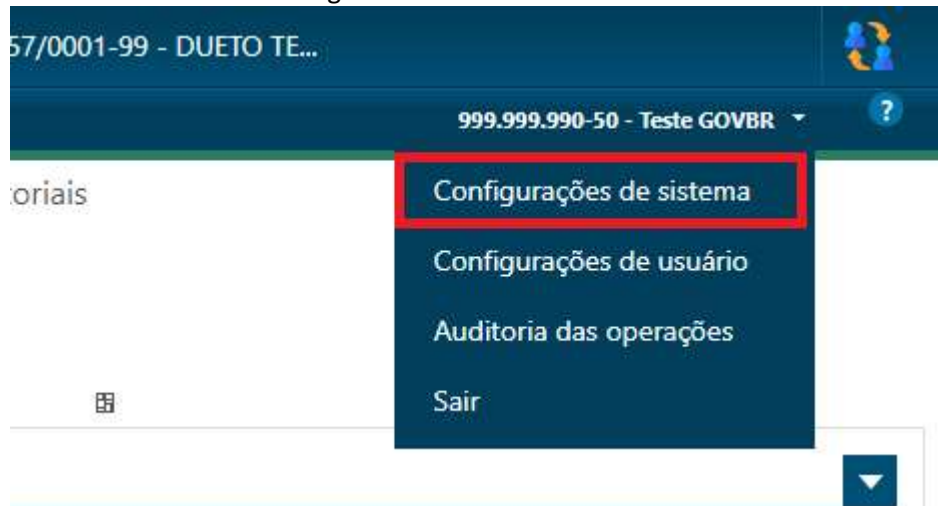 57/0001-99 - DUETO TE...
999.999.990-50 - Teste GOVBR
?
oriais
Configurações de sistema
Configurações de usuário
Auditoria das operações
Sair